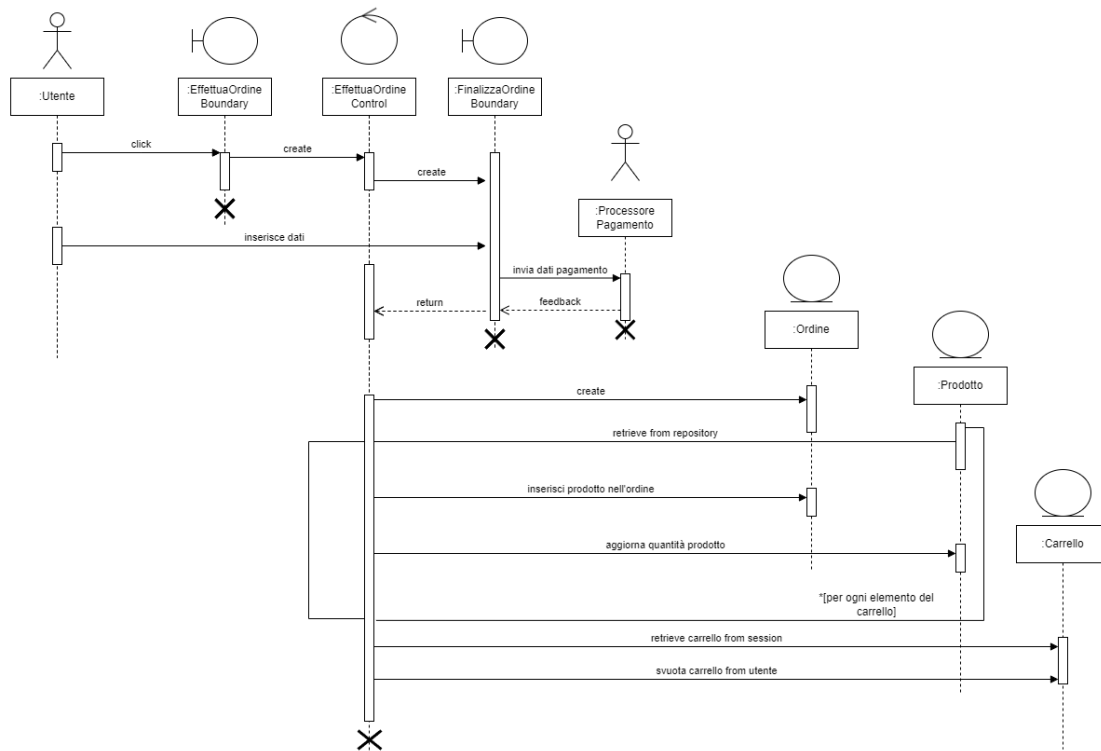 :Utente
:EffettuaOrdine
Boundary
:EffettuaOrdine
Control
:FinalizzaOrdine
Boundary
click
create
create
:Processore
Pagamento
inserisce dati
invia dati pagamento
return
feedback
:Ordine
:Prodotto
create
retrieve from repository
inserisci prodotto nell'ordine
:Carrello
aggiorna quantità prodotto
*[per ogni elemento del
carrello]
retrieve carrello from session
svuota carrello from utente